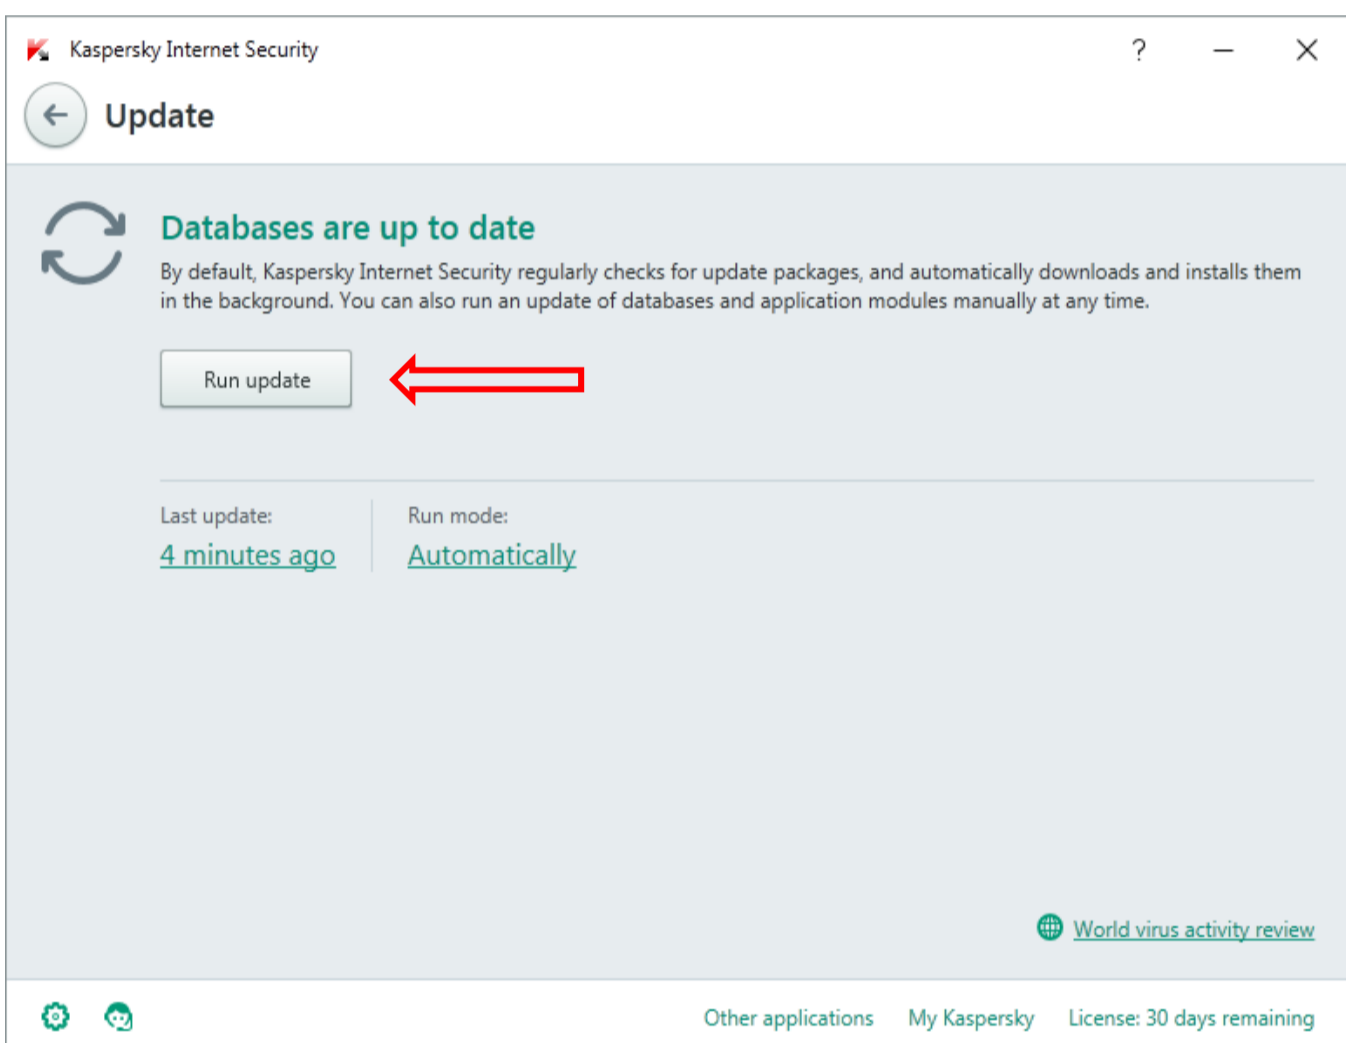 Kaspersky Internet Security
?
Update
Databases are up to date
By default, Kaspersky Internet Security regularly checks for update packages, and automatically downloads and installs them
in the background. You can also run an update of databases and application modules manually at any time.
Run update
Last update:
4 minutes ago
Run mode:
Automatically
World virus activity review
Other applications
My Kaspersky
License: 30 days remaining